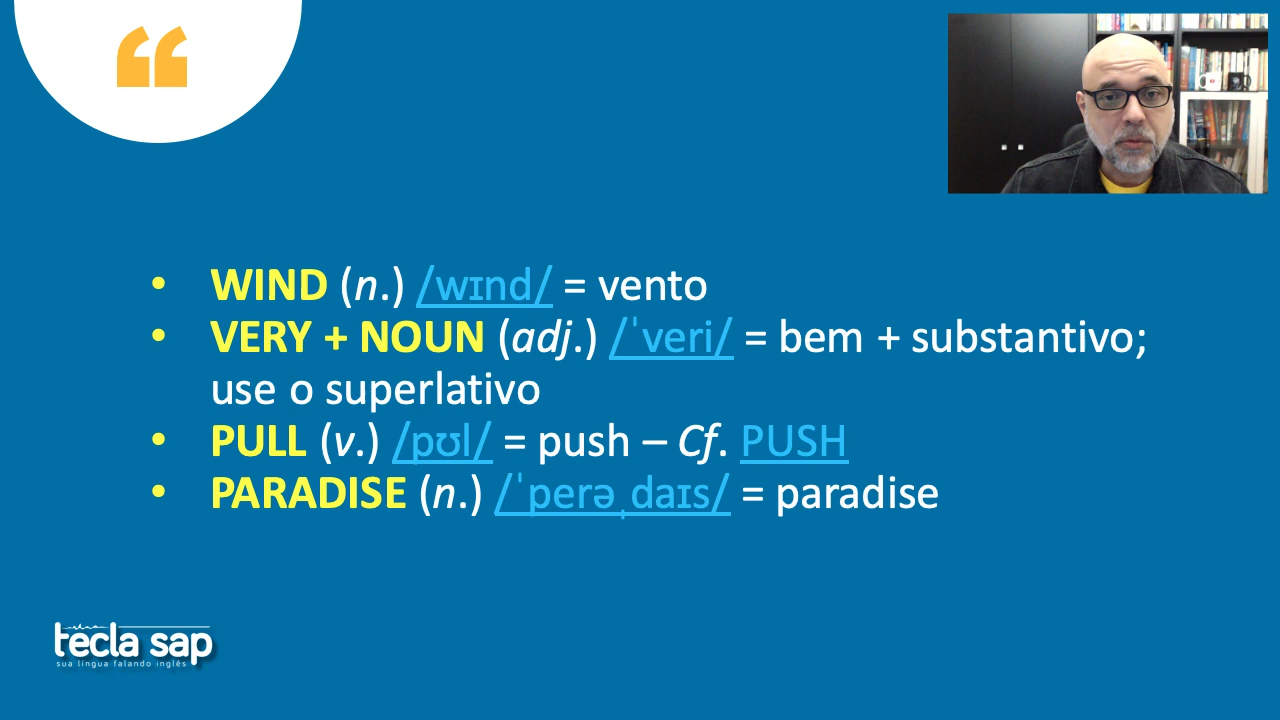 • WIND (n.) /wɪnd/ = vento
• VERY + NOUN (adj.) /ˈveri/ = bem + substantivo;
use o superlativo
• PULL (v.) /pʊl/ = push – Cf. PUSH
• PARADISE (n.) /ˈperəˌdaɪs/ = paradise
tecla sap
sua língua falando inglês